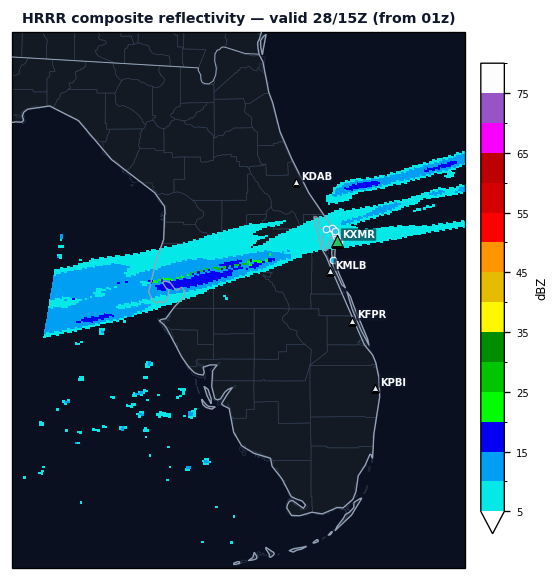 HRRR composite reflectivity — valid 28/15Z (from 01z)
KDAB
KXMR
KMLB
KFPR
KPBI
75
65
55
45
35
25
15
5
dBZ